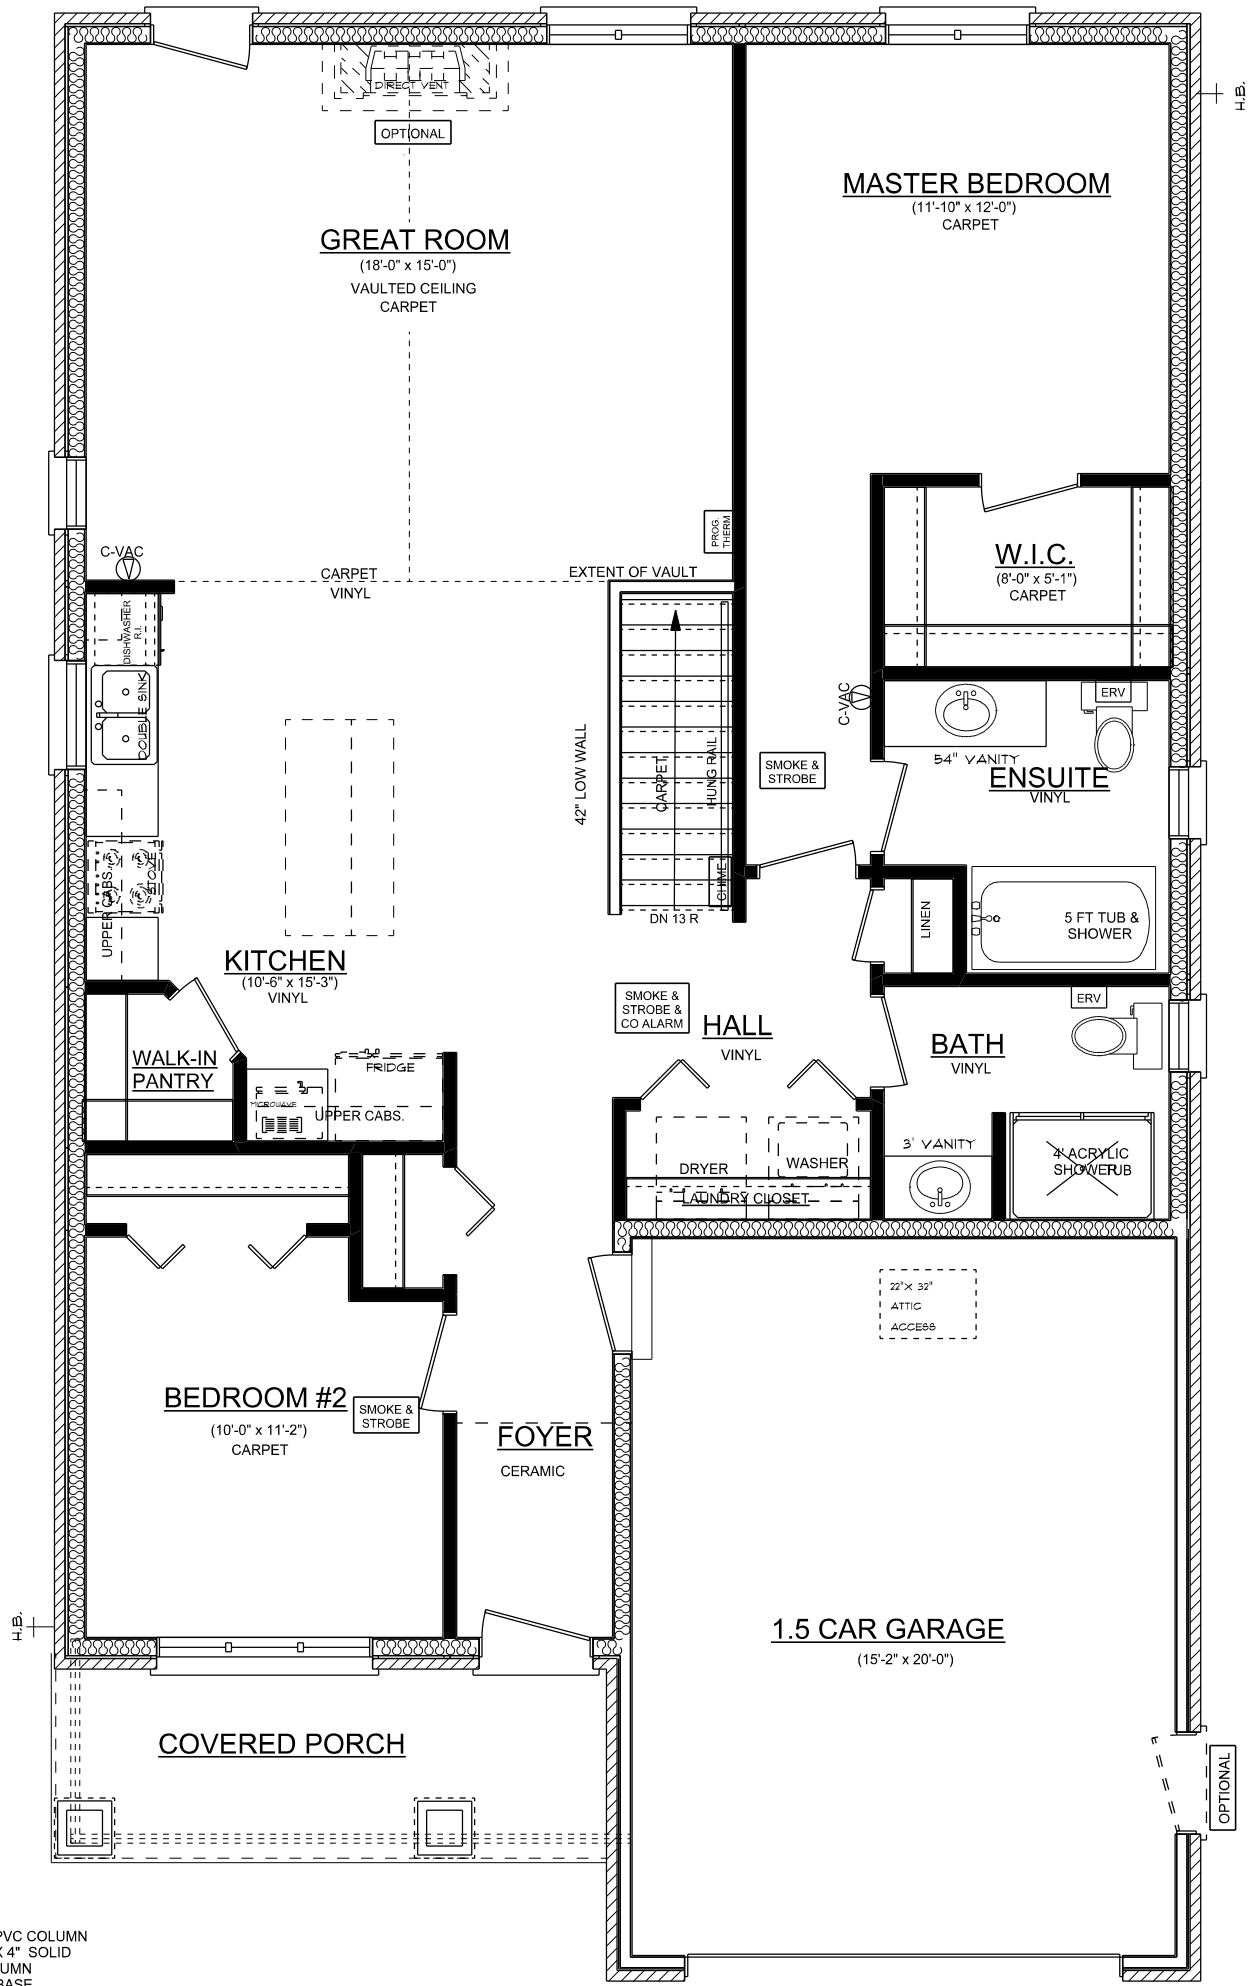 H.B.
DIRECT VENT
OPTIONAL
MASTER BEDROOM
(11'-10" x 12'-0")
CARPET
GREAT ROOM
(18'-0" x 15'-0")
VAULTED CEILING
CARPET
PROG.
THERM
C-VAC
CARPET
VINYL
EXTENT OF VAULT
W.I.C.
(8'-0" x 5'-1")
CARPET
DISHWASHER
R.I.
DOUBLE SINK
C-VAC
ERV
54" VANITY
ENSUITE
VINYL
SMOKE &
STROBE
42" LOW WALL
CARPET
HUNG RAIL
CHIME
DN 13 R
STOVE
UPPER CABS.
LINEN
5 FT TUB &
SHOWER
KITCHEN
(10'-6" x 15'-3")
VINYL
SMOKE &
STROBE &
CO ALARM
HALL
VINYL
ERV
BATH
VINYL
WALK-IN
PANTRY
FRIDGE
MICROWAVE
UPPER CABS.
3' VANITY
4' ACRYLIC
SHOWER
TUB
DRYER
WASHER
LAUNDRY CLOSET
22"x 32"
ATTIC
ACCESS
BEDROOM #2
(10'-0" x 11'-2")
CARPET
SMOKE &
STROBE
FOYER
CERAMIC
H.B.
1.5 CAR GARAGE
(15'-2" x 20'-0")
COVERED PORCH
OPTIONAL
PVC COLUMN
X 4" SOLID
UMN
BASE